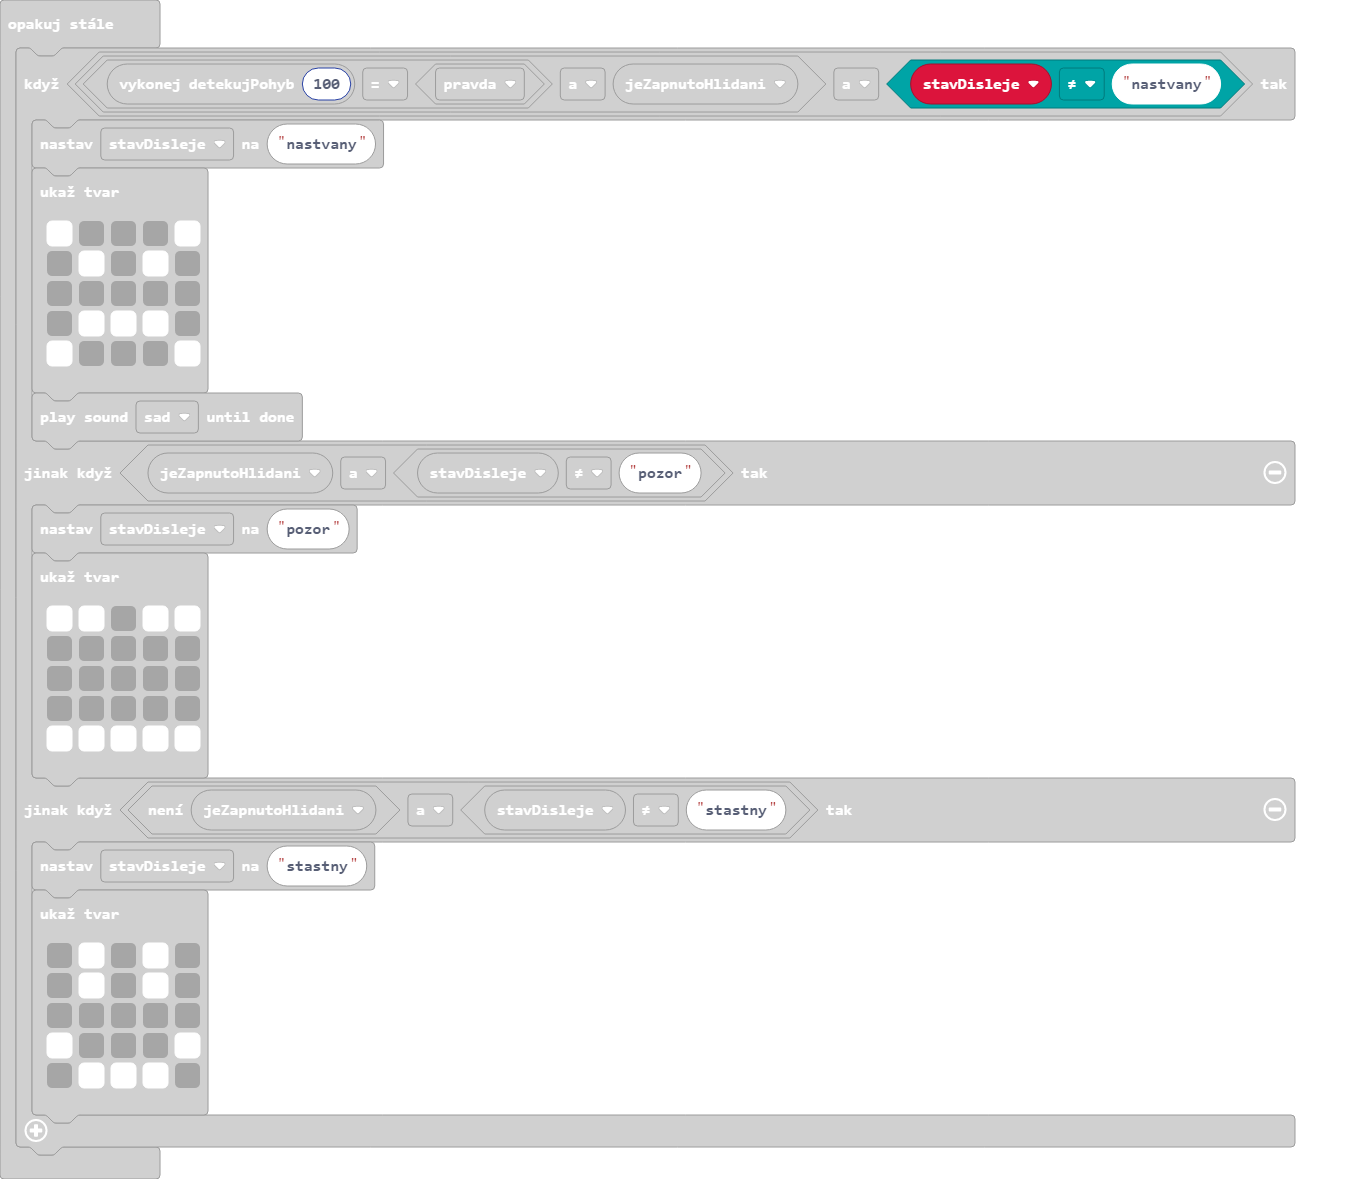 opakuj stále
když vykonej detekujPohyb 100 = pravda a jeZapnutoHlidani a stavDisleje ≠ "nastvany" tak
nastav stavDisleje na "nastvany"
ukaž tvar
play sound sad until done
jinak když jeZapnutoHlidani a stavDisleje ≠ "pozor" tak
nastav stavDisleje na "pozor"
ukaž tvar
jinak když není jeZapnutoHlidani a stavDisleje ≠ "stastny" tak
nastav stavDisleje na "stastny"
ukaž tvar